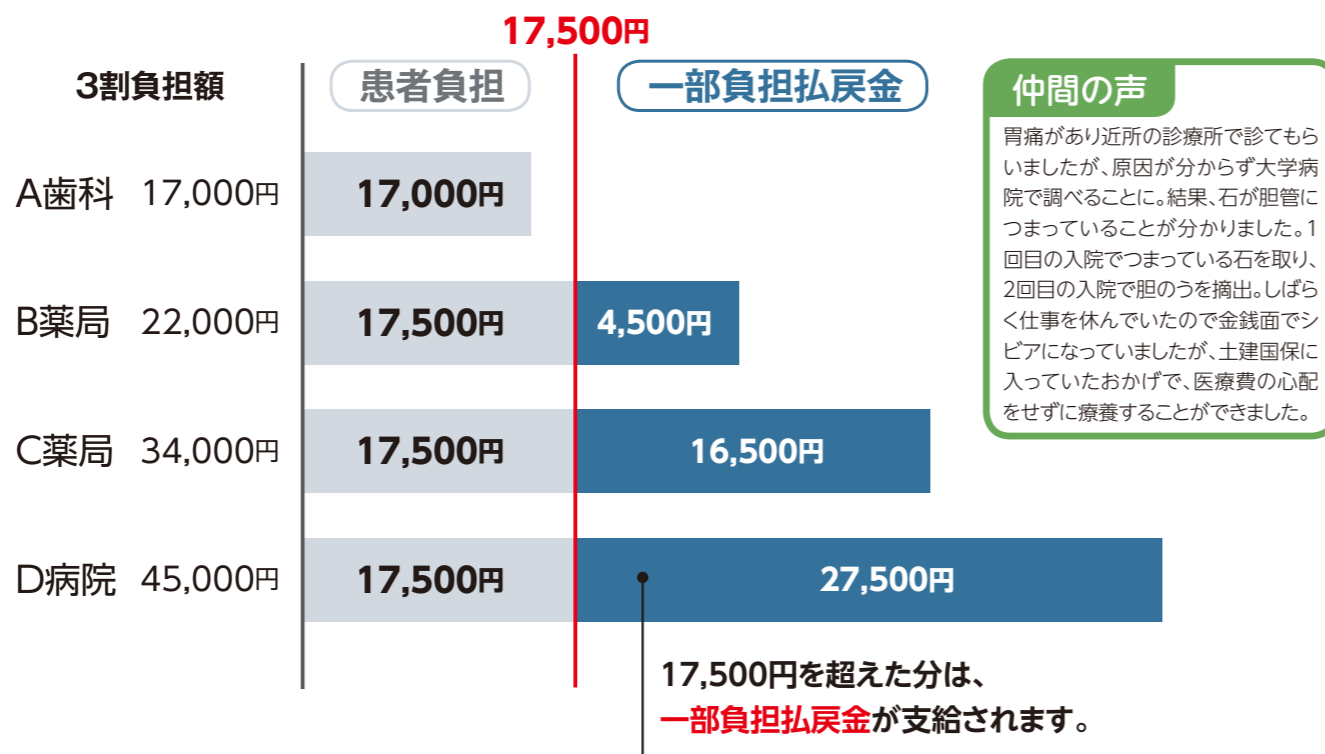 17,500円
3割負担額
患者負担
一部負担払戻金
A歯科 17,000円
17,000円
B薬局 22,000円
17,500円
4,500円
C薬局 34,000円
17,500円
16,500円
D病院 45,000円
17,500円
27,500円
17,500円を超えた分は、
一部負担払戻金が支給されます。
仲間の声
胃痛があり近所の診療所で診てもら
いましたが、原因が分からず大学病
院で調べることに。結果、石が胆管に
つまっていることが分かりました。1
回目の入院でつまっている石を取り、
2回目の入院で胆のうを摘出。しばら
く仕事を休んでいたので金銭面でシ
ビアになっていましたが、土建国保に
入っていたおかげで、医療費の心配
をせずに療養することができました。